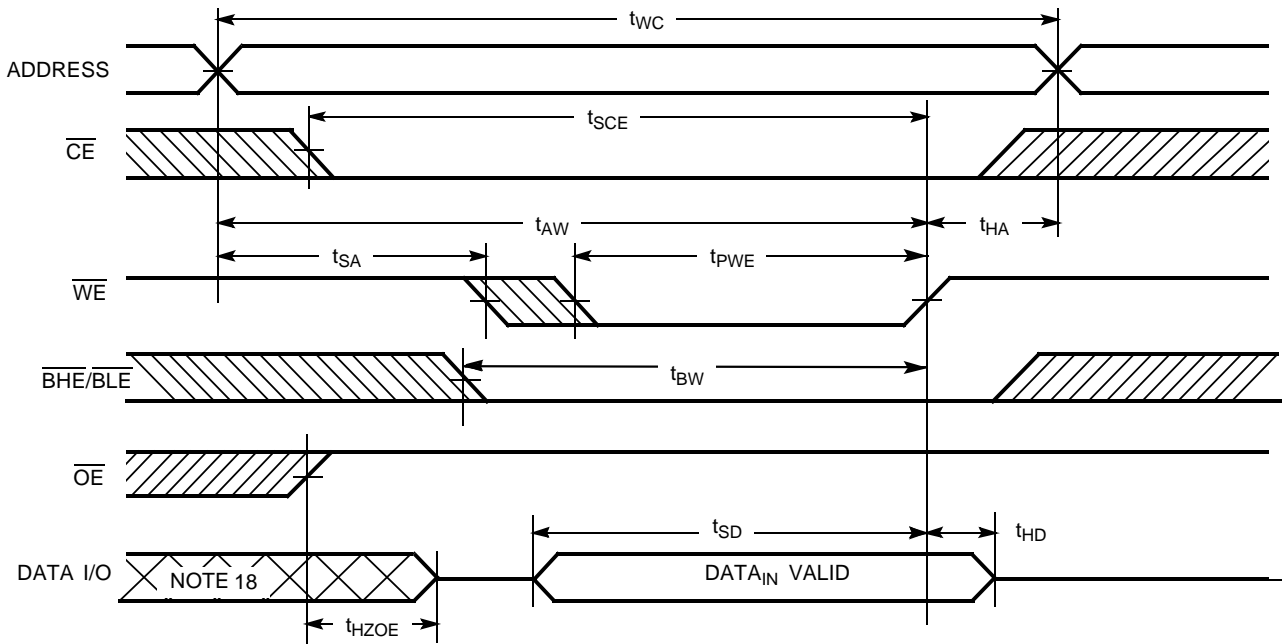 tWC
ADDRESS
tSCE
CE
tAW
tHA
tSA
tPWE
WE
BHE/BLE
tBW
OE
tSD
tHD
DATA I/O
NOTE 18
DATAIN VALID
tHZOE